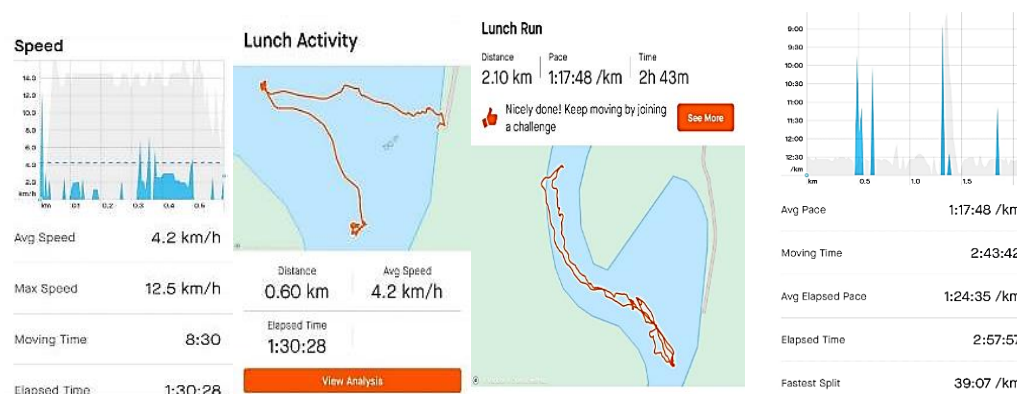 Speed
14.0
12.0
10.0
8.0
6.0
4.0
2.0
km/h
km 0.1 0.2 0.3 0.4 0.5
Avg Speed 4.2 km/h
Max Speed 12.5 km/h
Moving Time 8:30
Elapsed Time 1:30:28
Lunch Activity
Distance Avg Speed
0.60 km 4.2 km/h
Elapsed Time
1:30:28
View Analysis
Lunch Run
Distance Pace Time
2.10 km 1:17:48 /km 2h 43m
Nicely done! Keep moving by joining
a challenge
See More
9:00
9:30
10:00
10:30
11:00
11:30
12:00
12:30
/km
km 0.5 1.0 1.5
Avg Pace 1:17:48 /km
Moving Time 2:43:42
Avg Elapsed Pace 1:24:35 /km
Elapsed Time 2:57:57
Fastest Split 39:07 /km